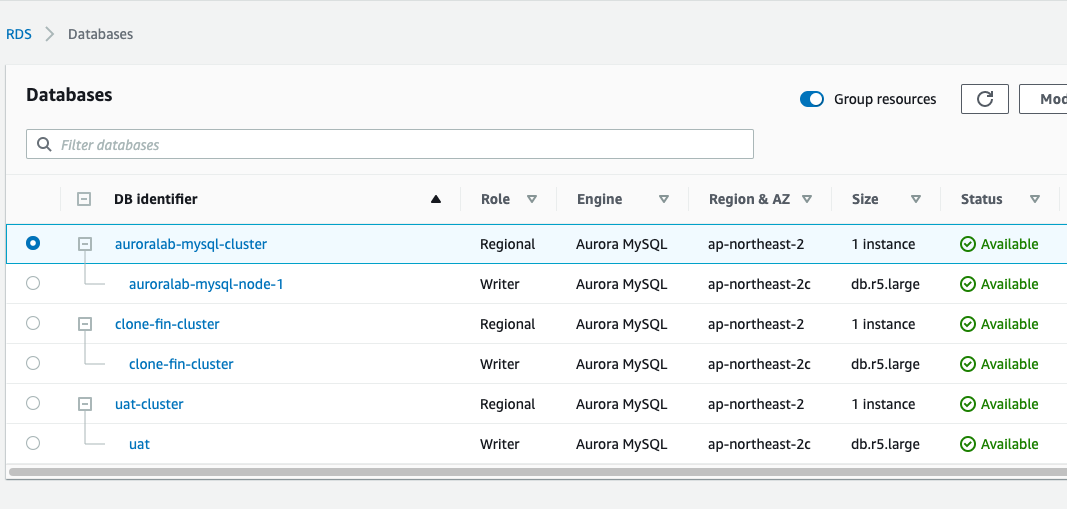 RDS > Databases
Databases
Group resources
Mod
Filter databases
DB identifier Role Engine Region & AZ Size Status
auroralab-mysql-cluster Regional Aurora MySQL ap-northeast-2 1 instance Available
auroralab-mysql-node-1 Writer Aurora MySQL ap-northeast-2c db.r5.large Available
clone-fin-cluster Regional Aurora MySQL ap-northeast-2 1 instance Available
clone-fin-cluster Writer Aurora MySQL ap-northeast-2c db.r5.large Available
uat-cluster Regional Aurora MySQL ap-northeast-2 1 instance Available
uat Writer Aurora MySQL ap-northeast-2c db.r5.large Available